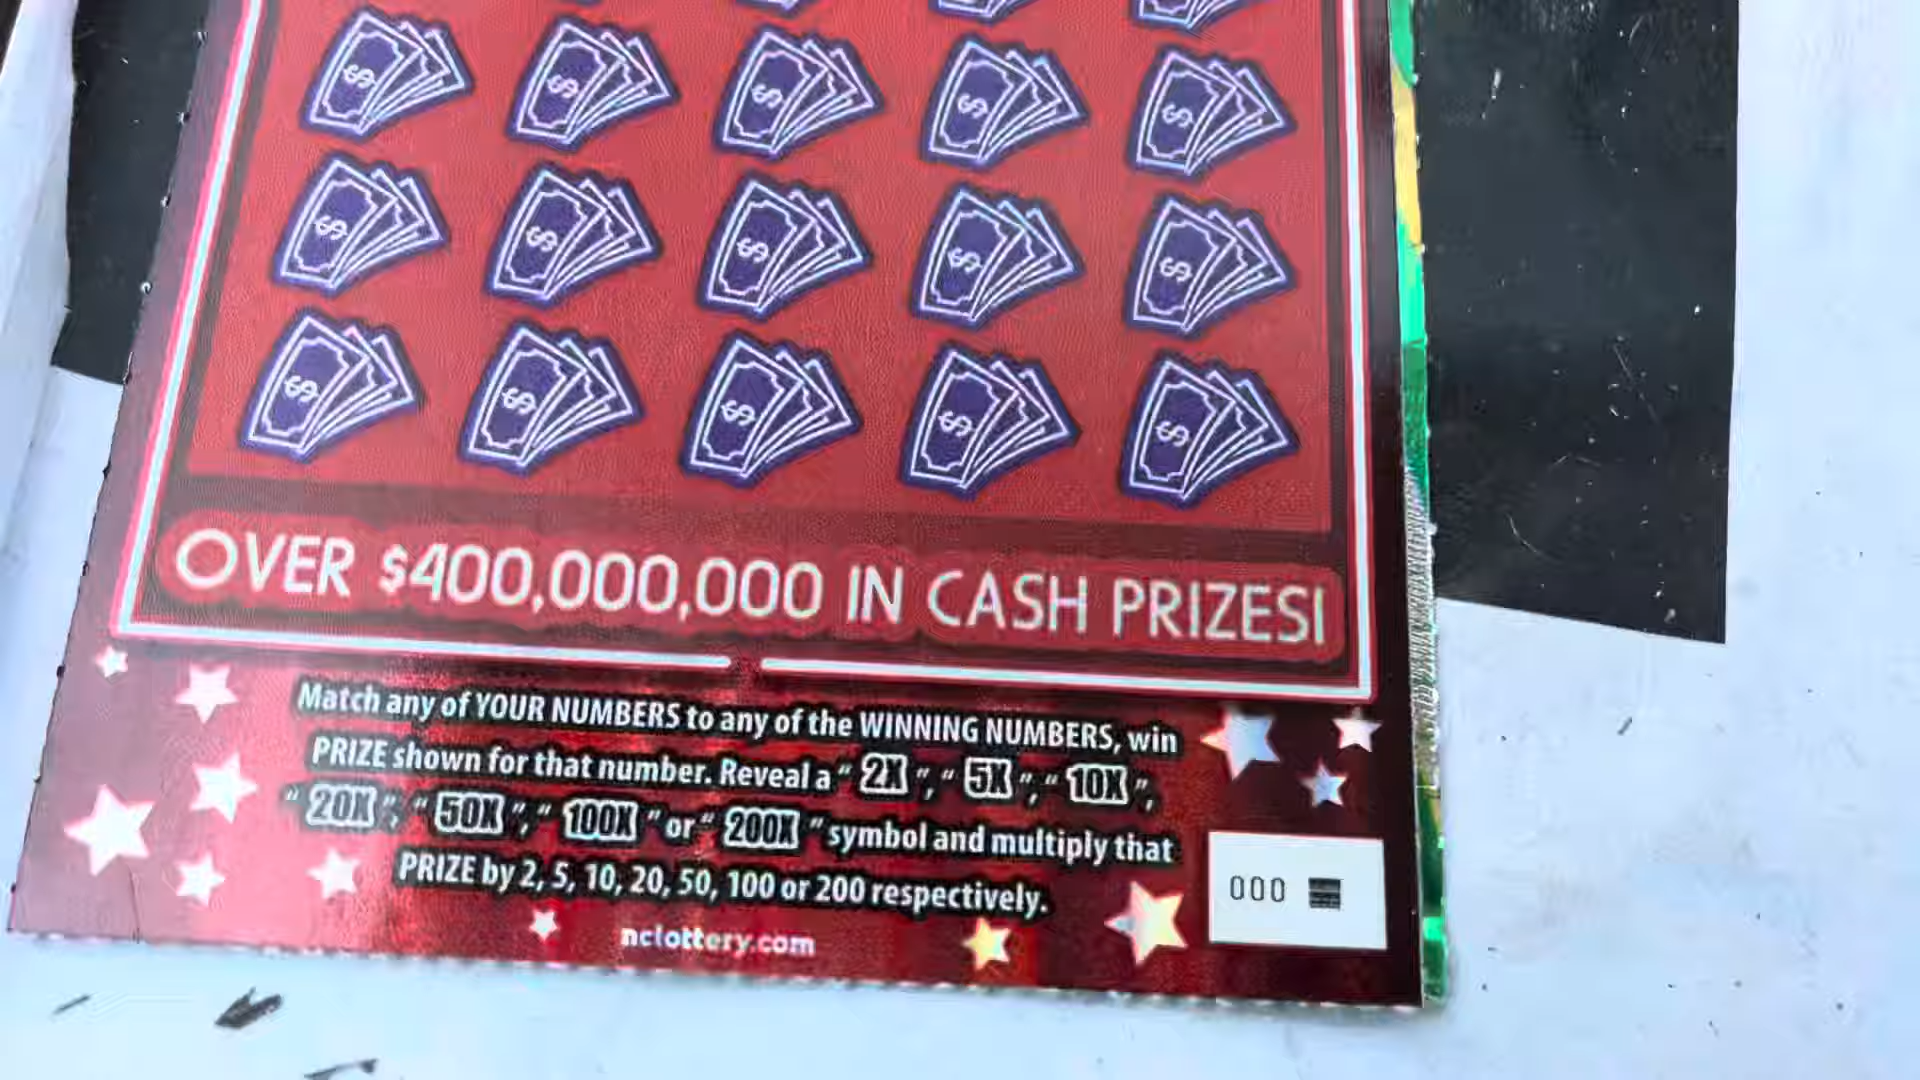 OVER $400,000,000 IN CASH PRIZES!
Match any of YOUR NUMBERS to any of the WINNING NUMBERS, win
PRIZE shown for that number. Reveal a “ 2X ”, “ 5X ”, “ 10X ”,
“ 20X ”, “ 50X ”, “ 100X ” or “ 200X ” symbol and multiply that
PRIZE by 2, 5, 10, 20, 50, 100 or 200 respectively.
000
nclottery.com